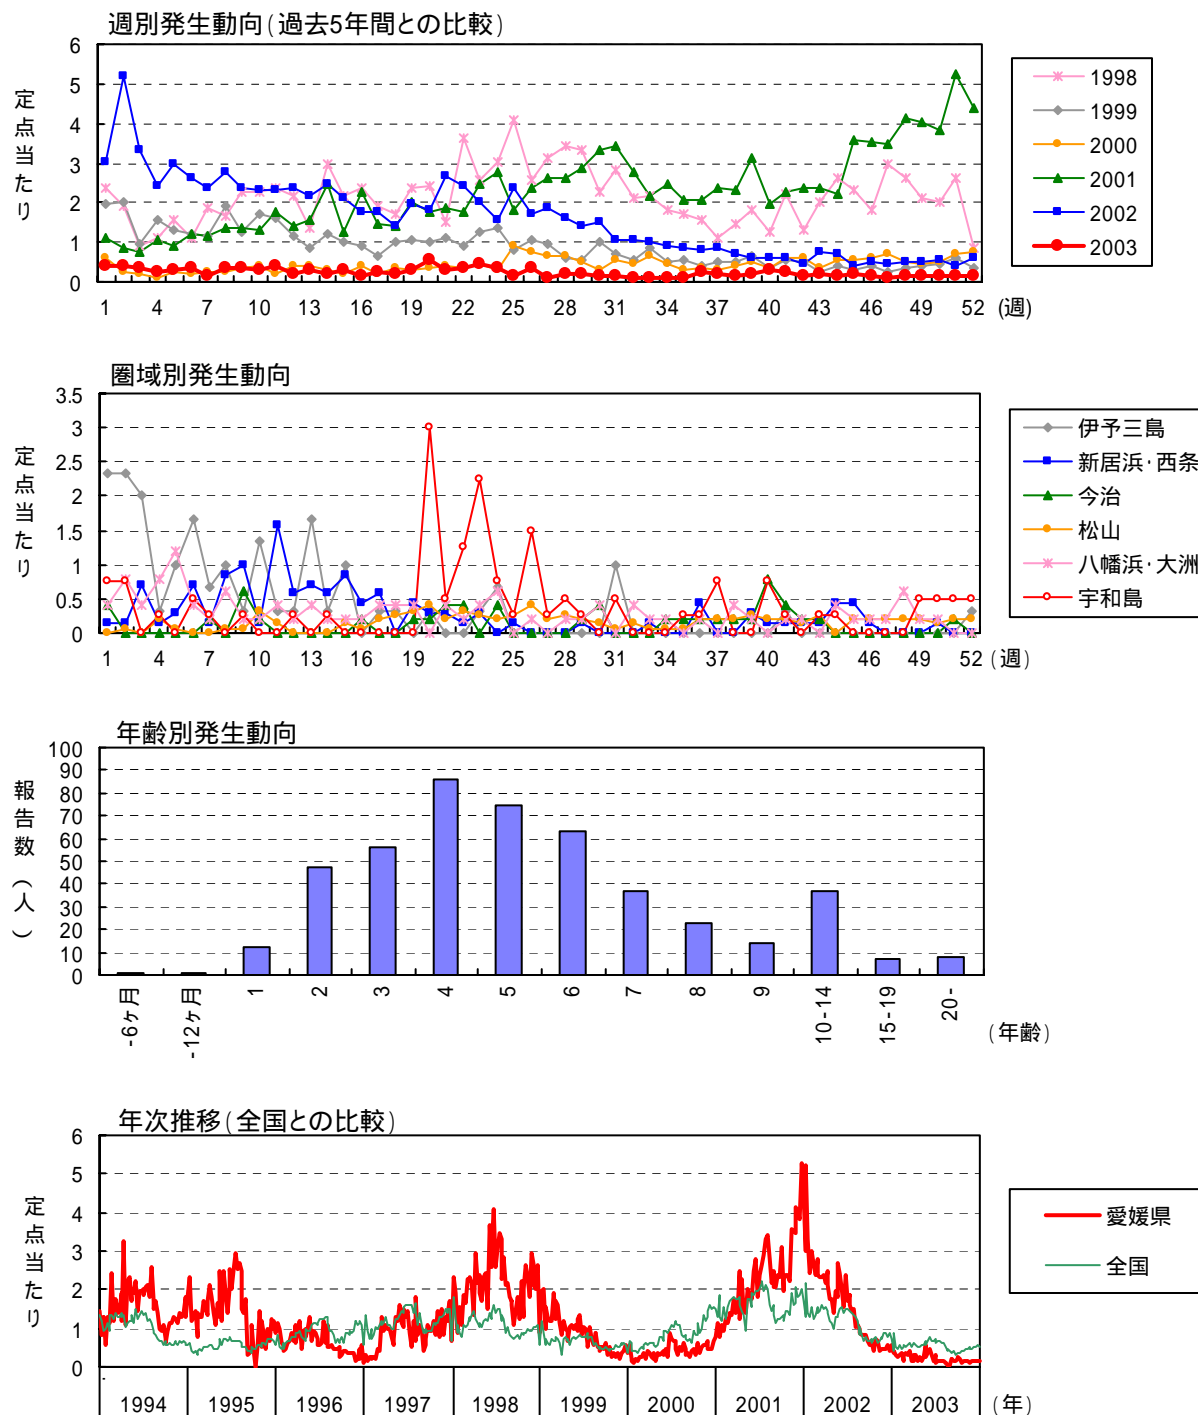 週別発生動向(過去5年間との比較)
定点当たり
6
5
4
3
2
1
0
1 4 7 10 13 16 19 22 25 28 31 34 37 40 43 46 49 52 (週)
1998
1999
2000
2001
2002
2003
圏域別発生動向
定点当たり
3.5
3
2.5
2
1.5
1
0.5
0
1 4 7 10 13 16 19 22 25 28 31 34 37 40 43 46 49 52 (週)
伊予三島
新居浜・西条
今治
松山
八幡浜・大洲
宇和島
年齢別発生動向
報告数(人)
100
90
80
70
60
50
40
30
20
10
0
-6ヶ月 -12ヶ月 1 2 3 4 5 6 7 8 9 10-14 15-19 20-
(年齢)
年次推移(全国との比較)
定点当たり
6
5
4
3
2
1
0
1994 1995 1996 1997 1998 1999 2000 2001 2002 2003 (年)
愛媛県
全国